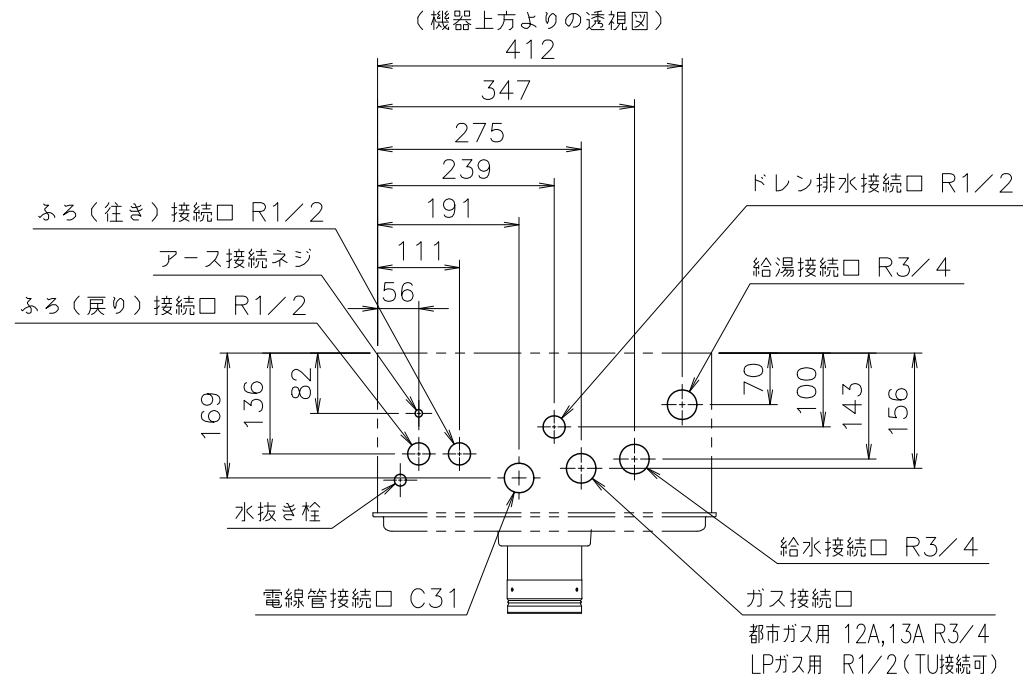 (機器上方よりの透視図)
412
347
275
239
191
111
56
ドレン排水接続口 R1/2
ふろ(往き)接続口 R1/2
アース接続ネジ
給湯接続口 R3/4
ふろ(戻り)接続口 R1/2
169
136
82
70
100
143
156
水抜き栓
給水接続口 R3/4
電線管接続口 C31
ガス接続口
都市ガス用 12A,13A R3/4
LPガス用 R1/2(TU接続可)